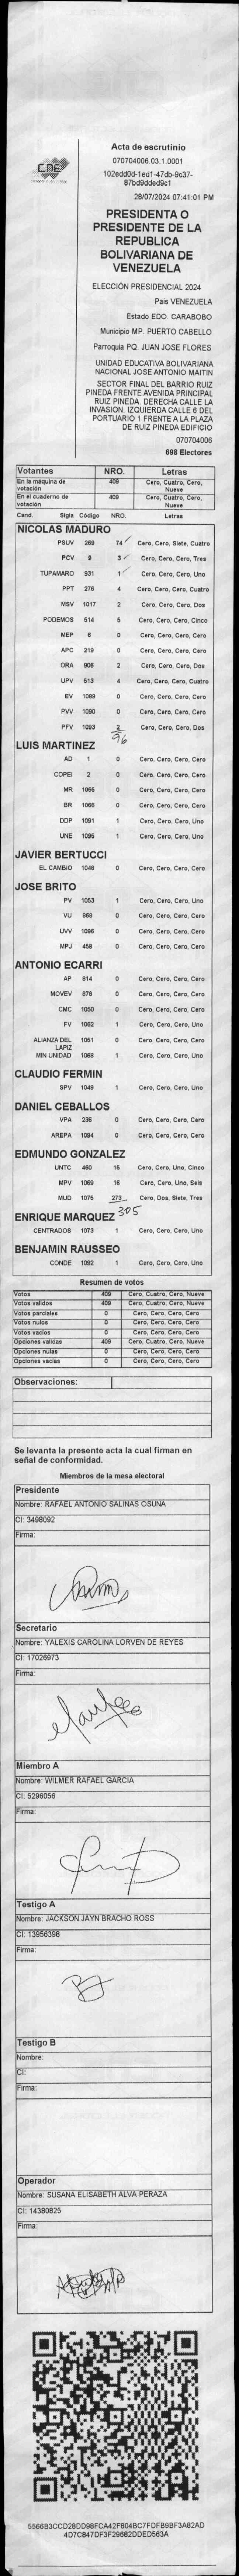 CNE
Acta de escrutinio
070704006.03.1.0001
102edd0d-1ed1-47db-9c37-
87bd9dded9c1
28/07/2024 07:41:01 PM
PRESIDENTA O
PRESIDENTE DE LA
REPUBLICA
BOLIVARIANA DE
VENEZUELA
ELECCIÓN PRESIDENCIAL 2024
Pais VENEZUELA
Estado EDO. CARABOBO
Municipio MP. PUERTO CABELLO
Parroquia PQ. JUAN JOSE FLORES
UNIDAD EDUCATIVA BOLIVARIANA
NACIONAL JOSE ANTONIO MAITIN
SECTOR FINAL DEL BARRIO RUIZ
PINEDA FRENTE AVENIDA PRINCIPAL
RUIZ PINEDA. DERECHA CALLE LA
INVASION. IZQUIERDA CALLE 6 DEL
PORTUARIO 1 FRENTE A LA PLAZA
DE RUIZ PINEDA EDIFICIO
070704006
698 Electores
Votantes NRO. Letras
En la máquina de votación 409 Cero, Cuatro, Cero, Nueve
En el cuaderno de votación 409 Cero, Cuatro, Cero, Nueve
Cand. Sigla Código NRO. Letras
NICOLAS MADURO
PSUV 269 74 Cero, Cero, Siete, Cuatro
PCV 9 3 Cero, Cero, Cero, Tres
TUPAMARO 931 1 Cero, Cero, Cero, Uno
PPT 276 4 Cero, Cero, Cero, Cuatro
MSV 1017 2 Cero, Cero, Cero, Dos
PODEMOS 514 5 Cero, Cero, Cero, Cinco
MEP 6 0 Cero, Cero, Cero, Cero
APC 219 0 Cero, Cero, Cero, Cero
ORA 906 2 Cero, Cero, Cero, Dos
UPV 613 4 Cero, Cero, Cero, Cuatro
EV 1089 0 Cero, Cero, Cero, Cero
PVV 1090 0 Cero, Cero, Cero, Cero
PFV 1093 2 Cero, Cero, Cero, Dos
96
LUIS MARTINEZ
AD 1 0 Cero, Cero, Cero, Cero
COPEI 2 0 Cero, Cero, Cero, Cero
MR 1065 0 Cero, Cero, Cero, Cero
BR 1066 0 Cero, Cero, Cero, Cero
DDP 1091 1 Cero, Cero, Cero, Uno
UNE 1095 1 Cero, Cero, Cero, Uno
JAVIER BERTUCCI
EL CAMBIO 1048 0 Cero, Cero, Cero, Cero
JOSE BRITO
PV 1053 1 Cero, Cero, Cero, Uno
VU 868 0 Cero, Cero, Cero, Cero
UVV 1096 0 Cero, Cero, Cero, Cero
MPJ 458 0 Cero, Cero, Cero, Cero
ANTONIO ECARRI
AP 814 0 Cero, Cero, Cero, Cero
MOVEV 876 0 Cero, Cero, Cero, Cero
CMC 1050 0 Cero, Cero, Cero, Cero
FV 1062 1 Cero, Cero, Cero, Uno
ALIANZA DEL LAPIZ 1051 0 Cero, Cero, Cero, Cero
MIN UNIDAD 1068 1 Cero, Cero, Cero, Uno
CLAUDIO FERMIN
SPV 1049 1 Cero, Cero, Cero, Uno
DANIEL CEBALLOS
VPA 236 0 Cero, Cero, Cero, Cero
AREPA 1094 0 Cero, Cero, Cero, Cero
EDMUNDO GONZALEZ
UNTC 460 15 Cero, Cero, Uno, Cinco
MPV 1069 16 Cero, Cero, Uno, Seis
MUD 1075 273 Cero, Dos, Siete, Tres
305
ENRIQUE MARQUEZ
CENTRADOS 1073 1 Cero, Cero, Cero, Uno
BENJAMIN RAUSSEO
CONDE 1092 1 Cero, Cero, Cero, Uno
Resumen de votos
Votos 409 Cero, Cuatro, Cero, Nueve
Votos validos 409 Cero, Cuatro, Cero, Nueve
Votos parciales 0 Cero, Cero, Cero, Cero
Votos nulos 0 Cero, Cero, Cero, Cero
Votos vacios 0 Cero, Cero, Cero, Cero
Opciones validas 409 Cero, Cuatro, Cero, Nueve
Opciones nulas 0 Cero, Cero, Cero, Cero
Opciones vacias 0 Cero, Cero, Cero, Cero
Observaciones:
Se levanta la presente acta la cual firman en
señal de conformidad.
Miembros de la mesa electoral
Presidente
Nombre: RAFAEL ANTONIO SALINAS OSUNA
CI: 3498092
Firma:
Secretario
Nombre: YALEXIS CAROLINA LORVEN DE REYES
CI: 17026973
Firma:
Miembro A
Nombre: WILMER RAFAEL GARCIA
CI: 5296056
Firma:
Testigo A
Nombre: JACKSON JAYN BRACHO ROSS
CI: 13956398
Firma:
Testigo B
Nombre:
CI:
Firma:
Operador
Nombre: SUSANA ELISABETH ALVA PERAZA
CI: 14380825
Firma:
5566B3CCD28DD98FCA42F804BC7FDFB9BF3A82AD
4D7C847DF3F29682DDED563A